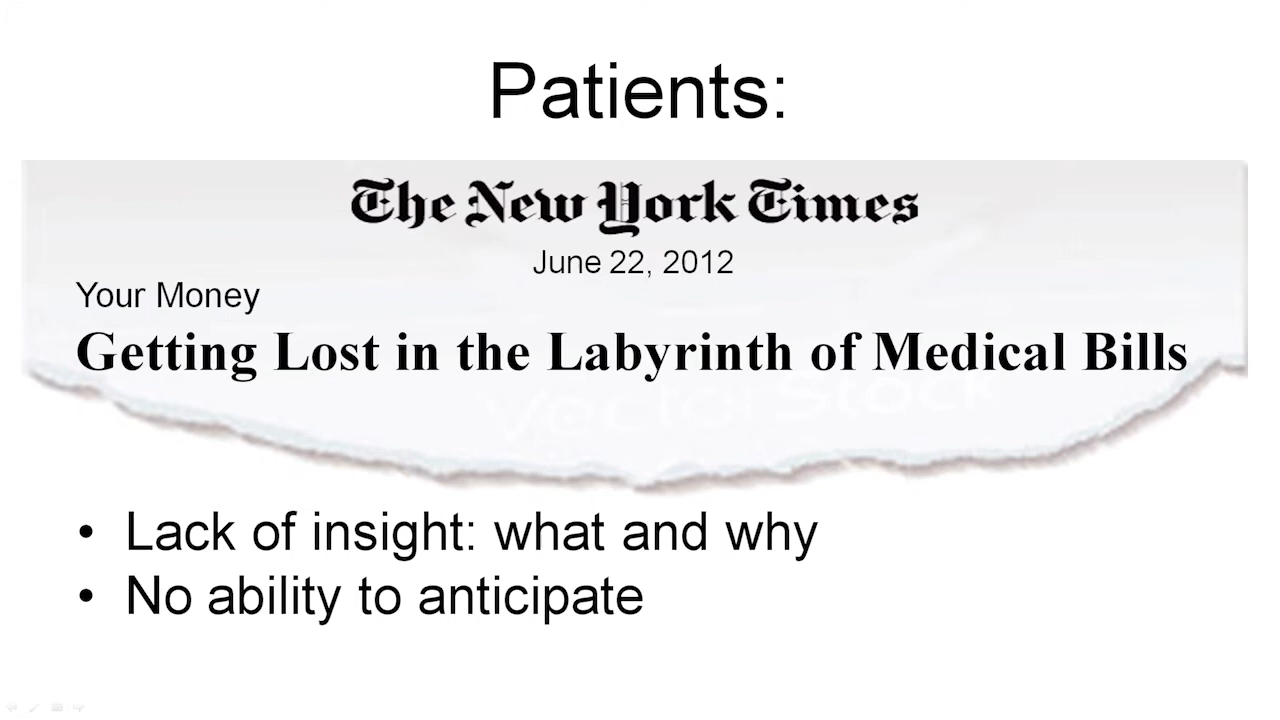 Patients:
The New York Times
June 22, 2012
Your Money
Getting Lost in the Labyrinth of Medical Bills
VectorStock
• Lack of insight: what and why
• No ability to anticipate